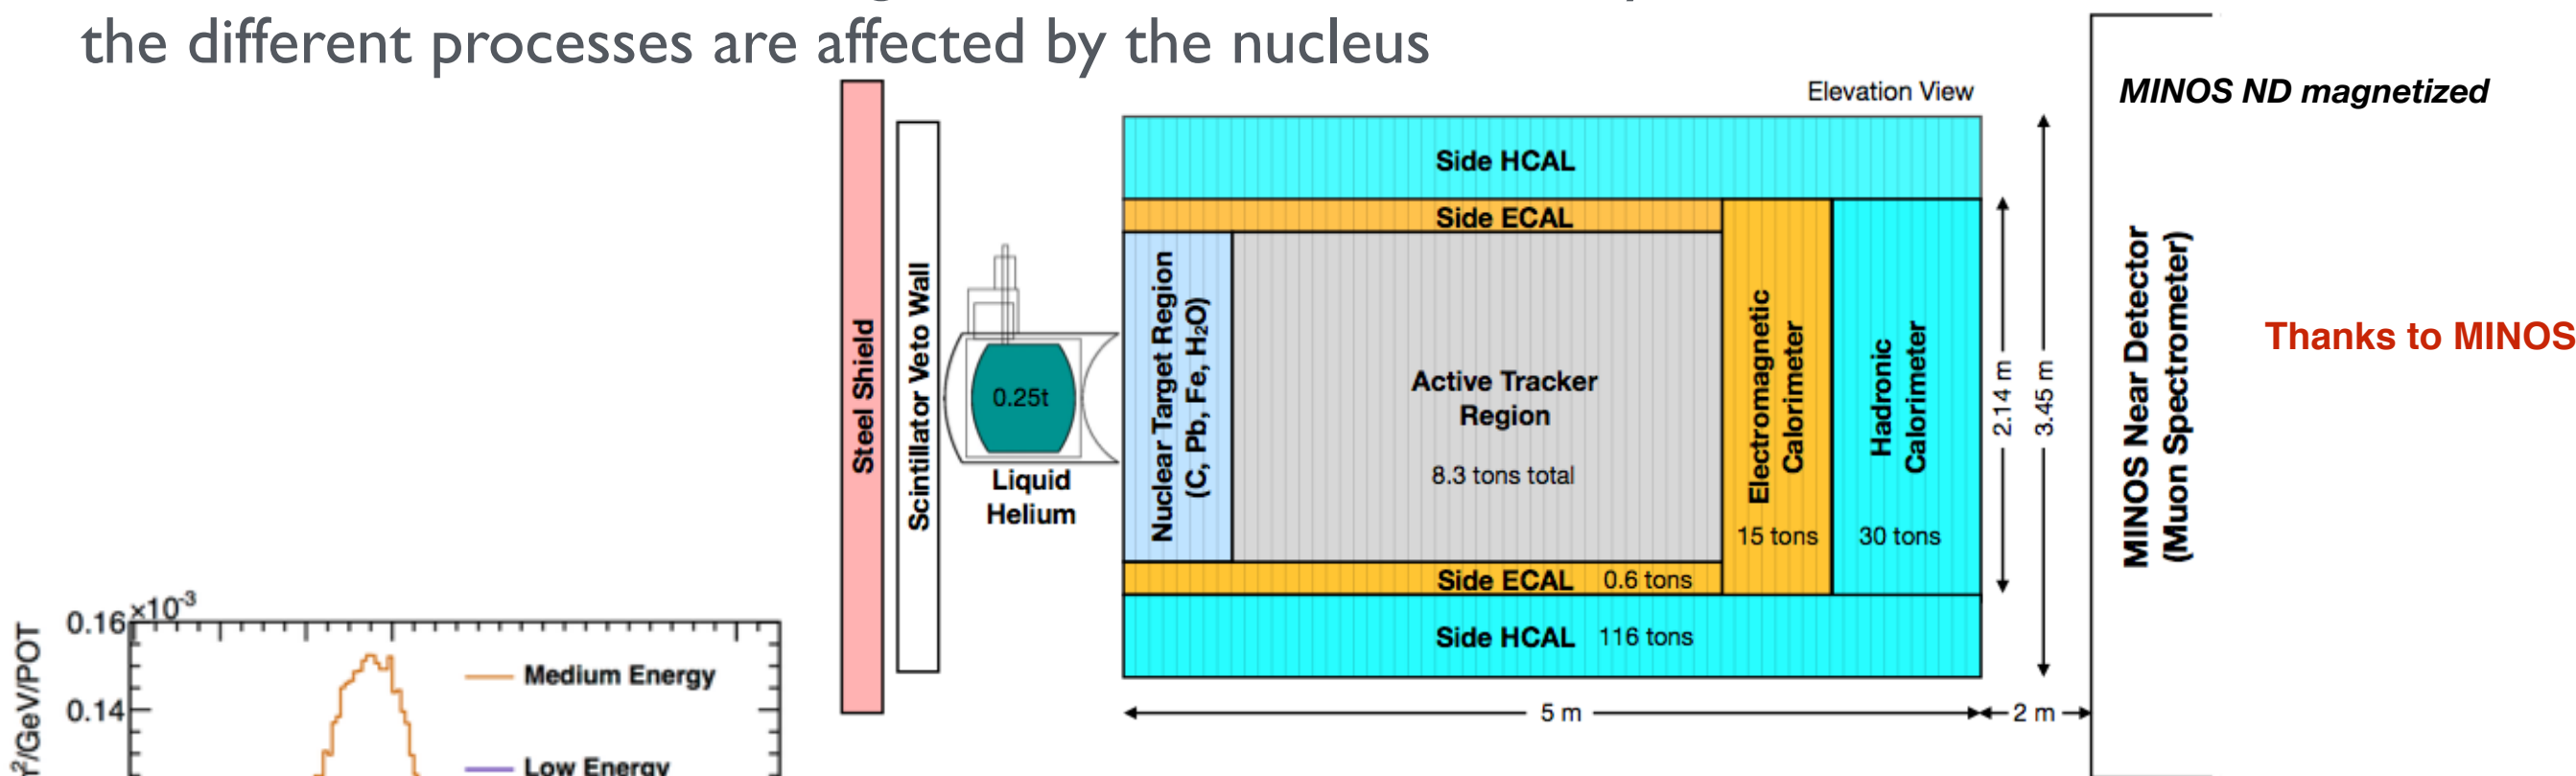 the different processes are affected by the nucleus
Elevation View
MINOS ND magnetized
Side HCAL
Side ECAL
Steel Shield
Scintillator Veto Wall
0.25t
Liquid
Helium
Nuclear Target Region
(C, Pb, Fe, H₂O)
Active Tracker
Region
8.3 tons total
Electromagnetic
Calorimeter
15 tons
Hadronic
Calorimeter
30 tons
2.14 m
3.45 m
MINOS Near Detector
(Muon Spectrometer)
Thanks to MINOS
Side ECAL 0.6 tons
Side HCAL 116 tons
5 m
2 m
0.16
×10⁻³
0.14
²/GeV/POT
Medium Energy
Low Energy